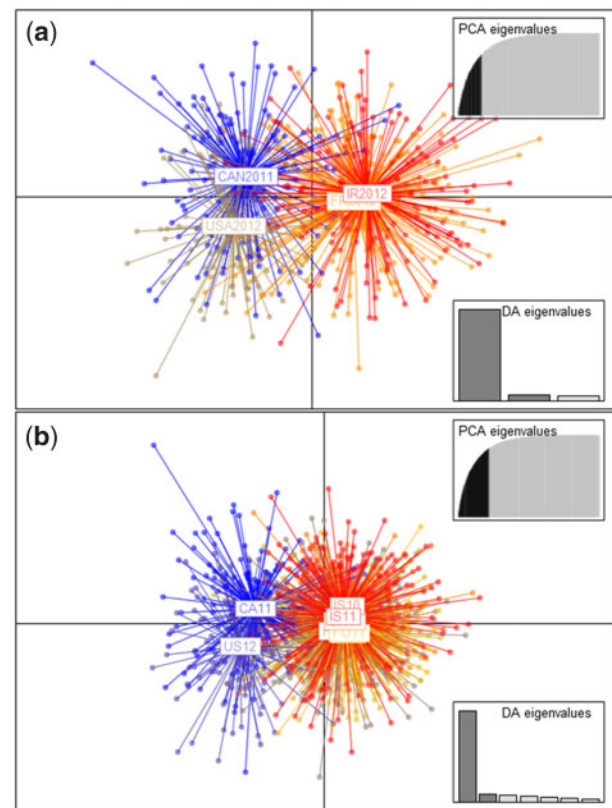 (a)
PCA eigenvalues
CAN2011
IR2012
USA2012
DA eigenvalues
(b)
PCA eigenvalues
CA11
IS10
IS11
US12
DA eigenvalues